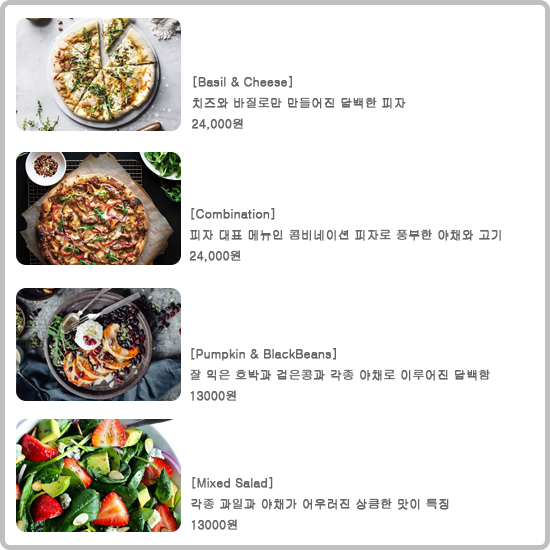 [Basil & Cheese]
치즈와 바질로만 만들어진 담백한 피자
24,000원
[Combination]
피자 대표 메뉴인 콤비네이션 피자로 풍부한 야채와 고기
24,000원
[Pumpkin & BlackBeans]
잘 익은 호박과 검은콩과 각종 야채로 이루어진 담백함
13000원
[Mixed Salad]
각종 과일과 야채가 어우러진 상큼한 맛이 특징
13000원